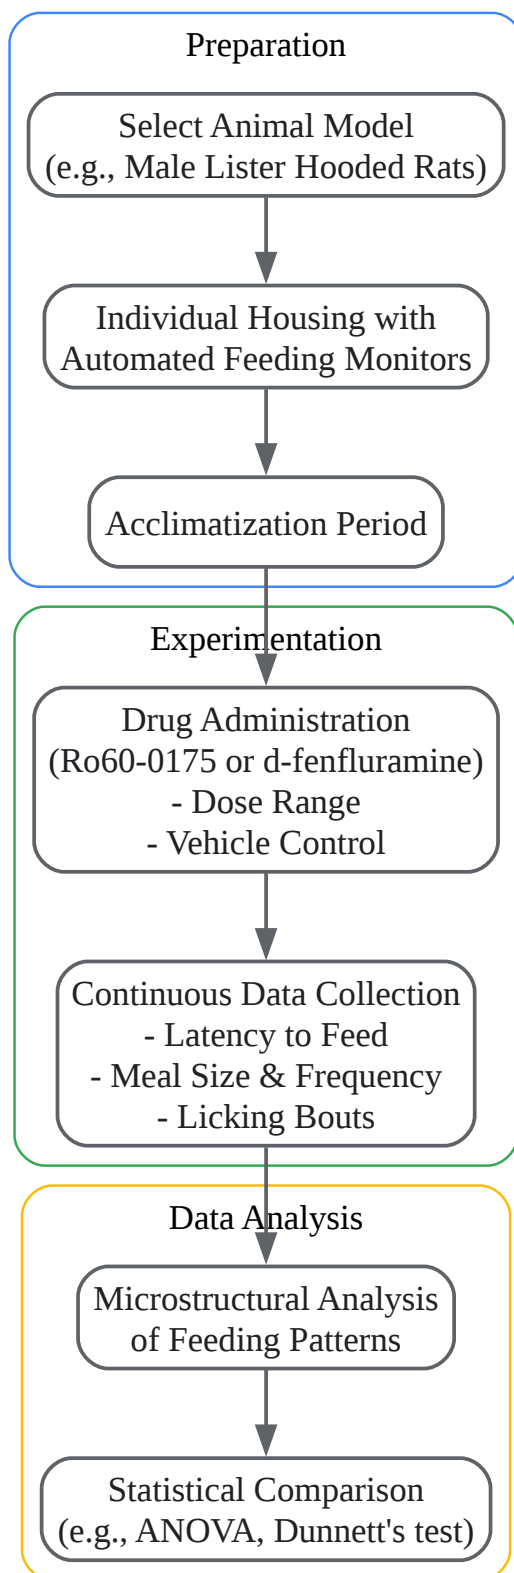 Preparation
Select Animal Model
(e.g., Male Lister Hooded Rats)
Individual Housing with
Automated Feeding Monitors
Acclimatization Period
Experimentation
Drug Administration
(Ro60-0175 or d-fenfluramine)
- Dose Range
- Vehicle Control
Continuous Data Collection
- Latency to Feed
- Meal Size & Frequency
- Licking Bouts
Data Analysis
Microstructural Analysis
of Feeding Patterns
Statistical Comparison
(e.g., ANOVA, Dunnett's test)